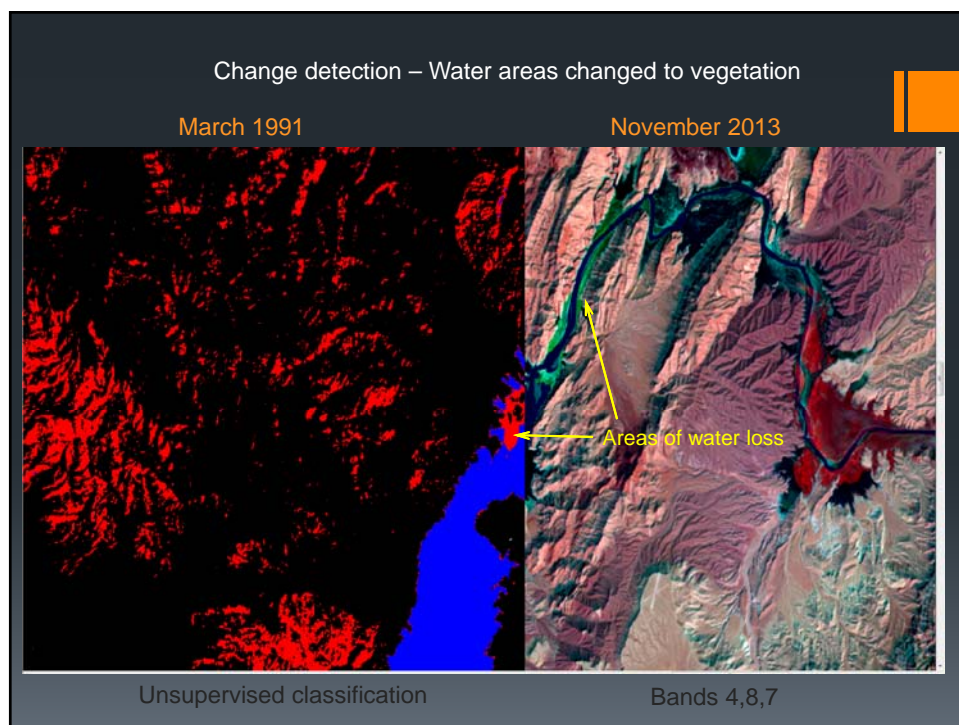 Change detection – Water areas changed to vegetation
March 1991
November 2013
Areas of water loss
Unsupervised classification
Bands 4,8,7